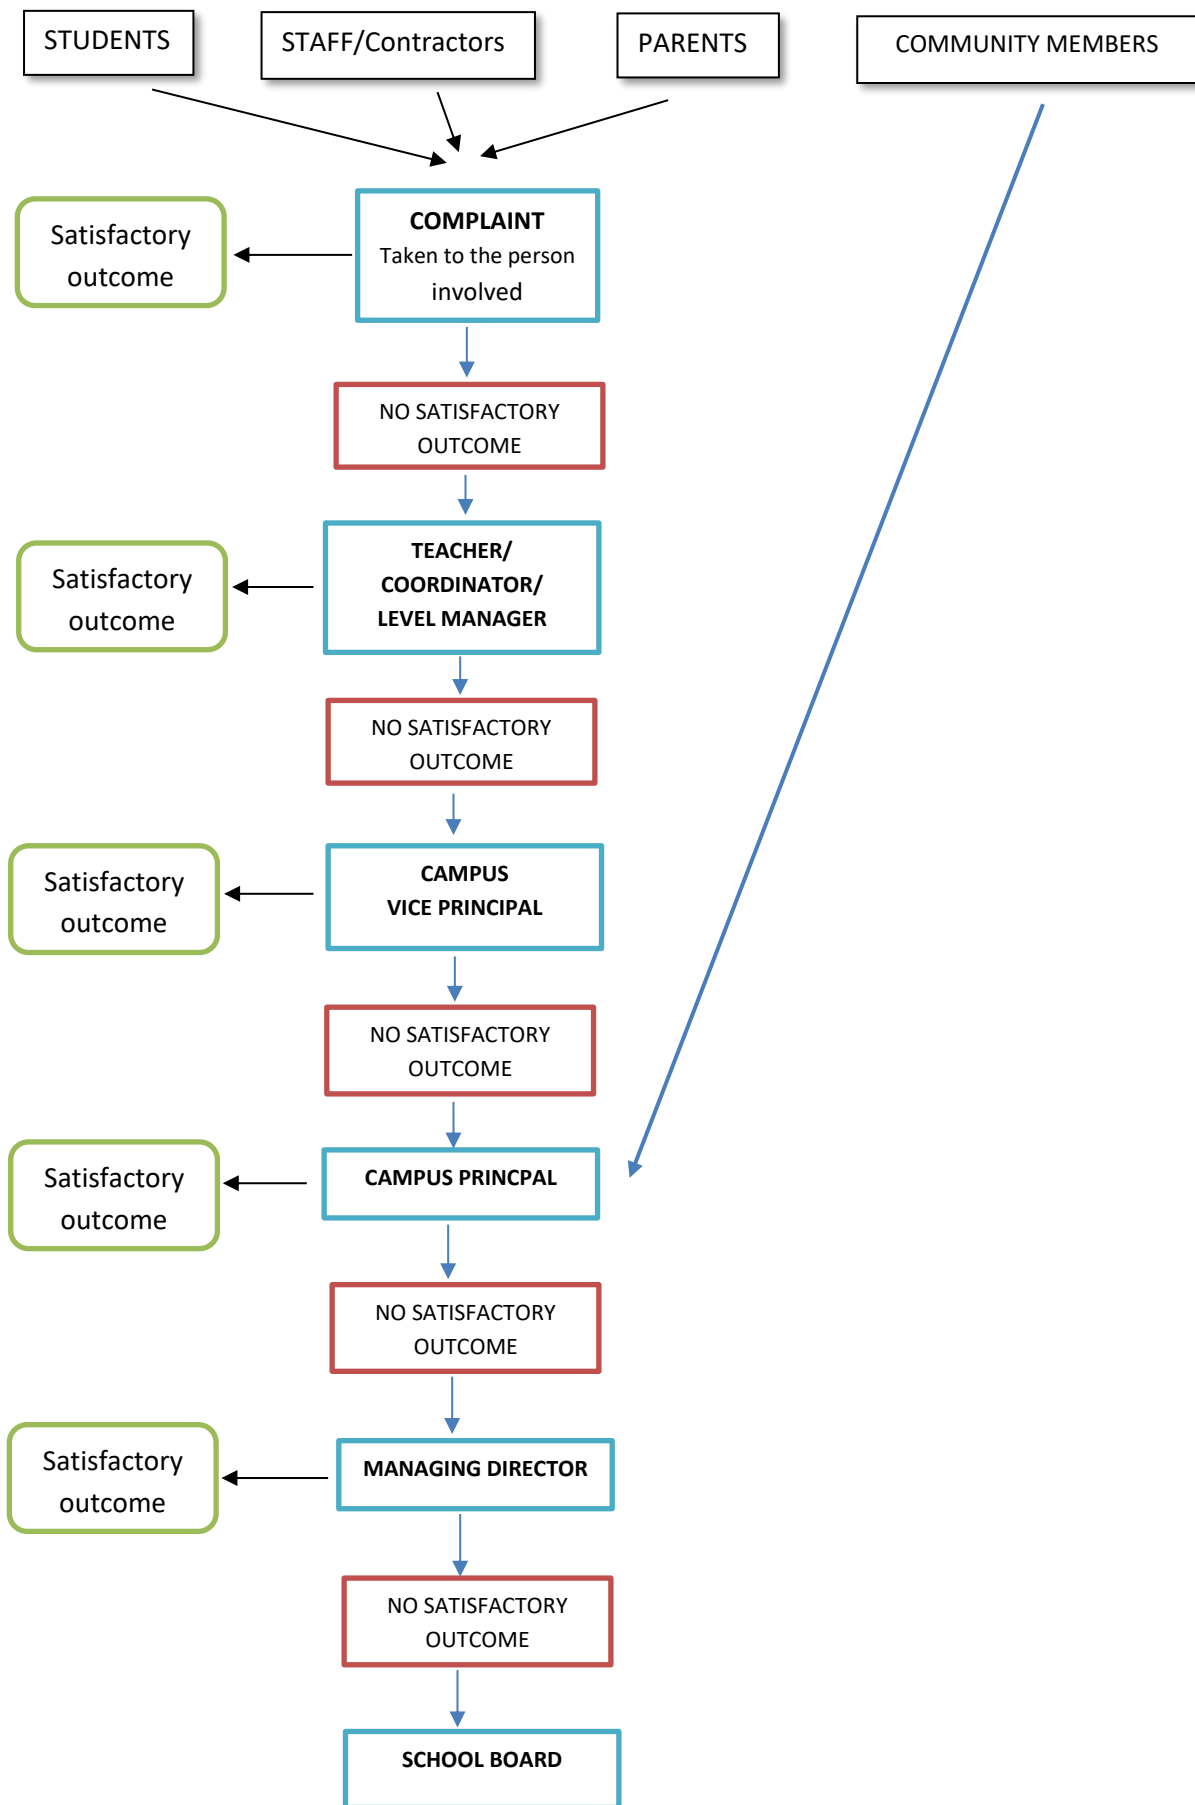 STUDENTS
STAFF/Contractors
PARENTS
COMMUNITY MEMBERS
COMPLAINT
Taken to the person
involved
Satisfactory
outcome
NO SATISFACTORY
OUTCOME
TEACHER/
COORDINATOR/
LEVEL MANAGER
Satisfactory
outcome
NO SATISFACTORY
OUTCOME
CAMPUS
VICE PRINCIPAL
Satisfactory
outcome
NO SATISFACTORY
OUTCOME
CAMPUS PRINCPAL
Satisfactory
outcome
NO SATISFACTORY
OUTCOME
MANAGING DIRECTOR
Satisfactory
outcome
NO SATISFACTORY
OUTCOME
SCHOOL BOARD